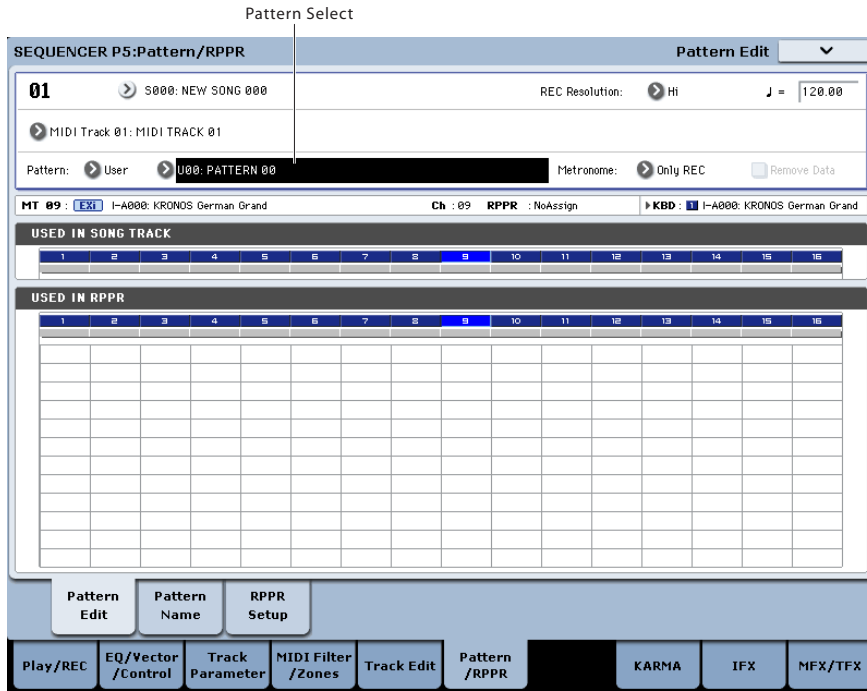 Pattern Select
SEQUENCER P5:Pattern/RPPR Pattern Edit
01 S000: NEW SONG 000 REC Resolution: Hi ♩ = 120.00
MIDI Track 01: MIDI TRACK 01
Pattern: User U00: PATTERN 00 Metronome: Only REC Remove Data
MT 09 : EXi I-A000: KRONOS German Grand Ch : 09 RPPR : NoAssign KBD : 1 I-A000: KRONOS German Grand
USED IN SONG TRACK
1 2 3 4 5 6 7 8 9 10 11 12 13 14 15 16
USED IN RPPR
1 2 3 4 5 6 7 8 9 10 11 12 13 14 15 16
Pattern Edit
Pattern Name
RPPR Setup
Play/REC
EQ/Vector /Control
Track Parameter
MIDI Filter /Zones
Track Edit
Pattern /RPPR
KARMA
IFX
MFX/TFX